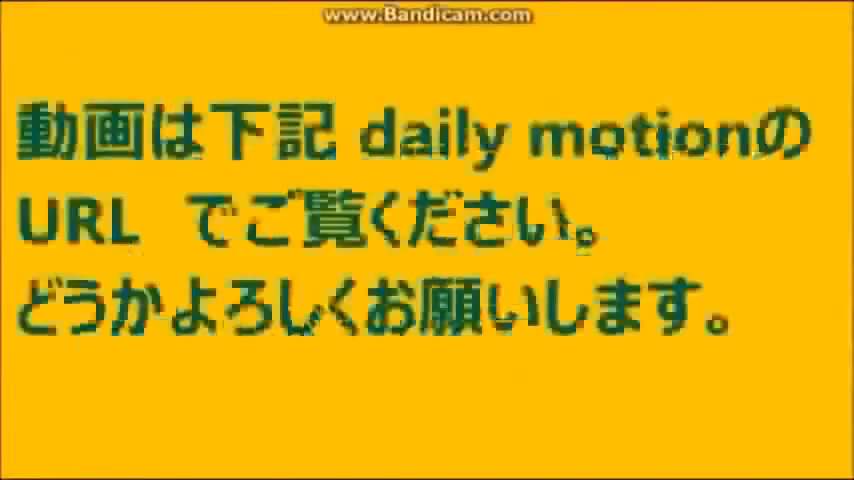 www.Bandicam.com
動画は下記 daily motionの
URL　でご覧ください。
どうかよろしくお願いします。